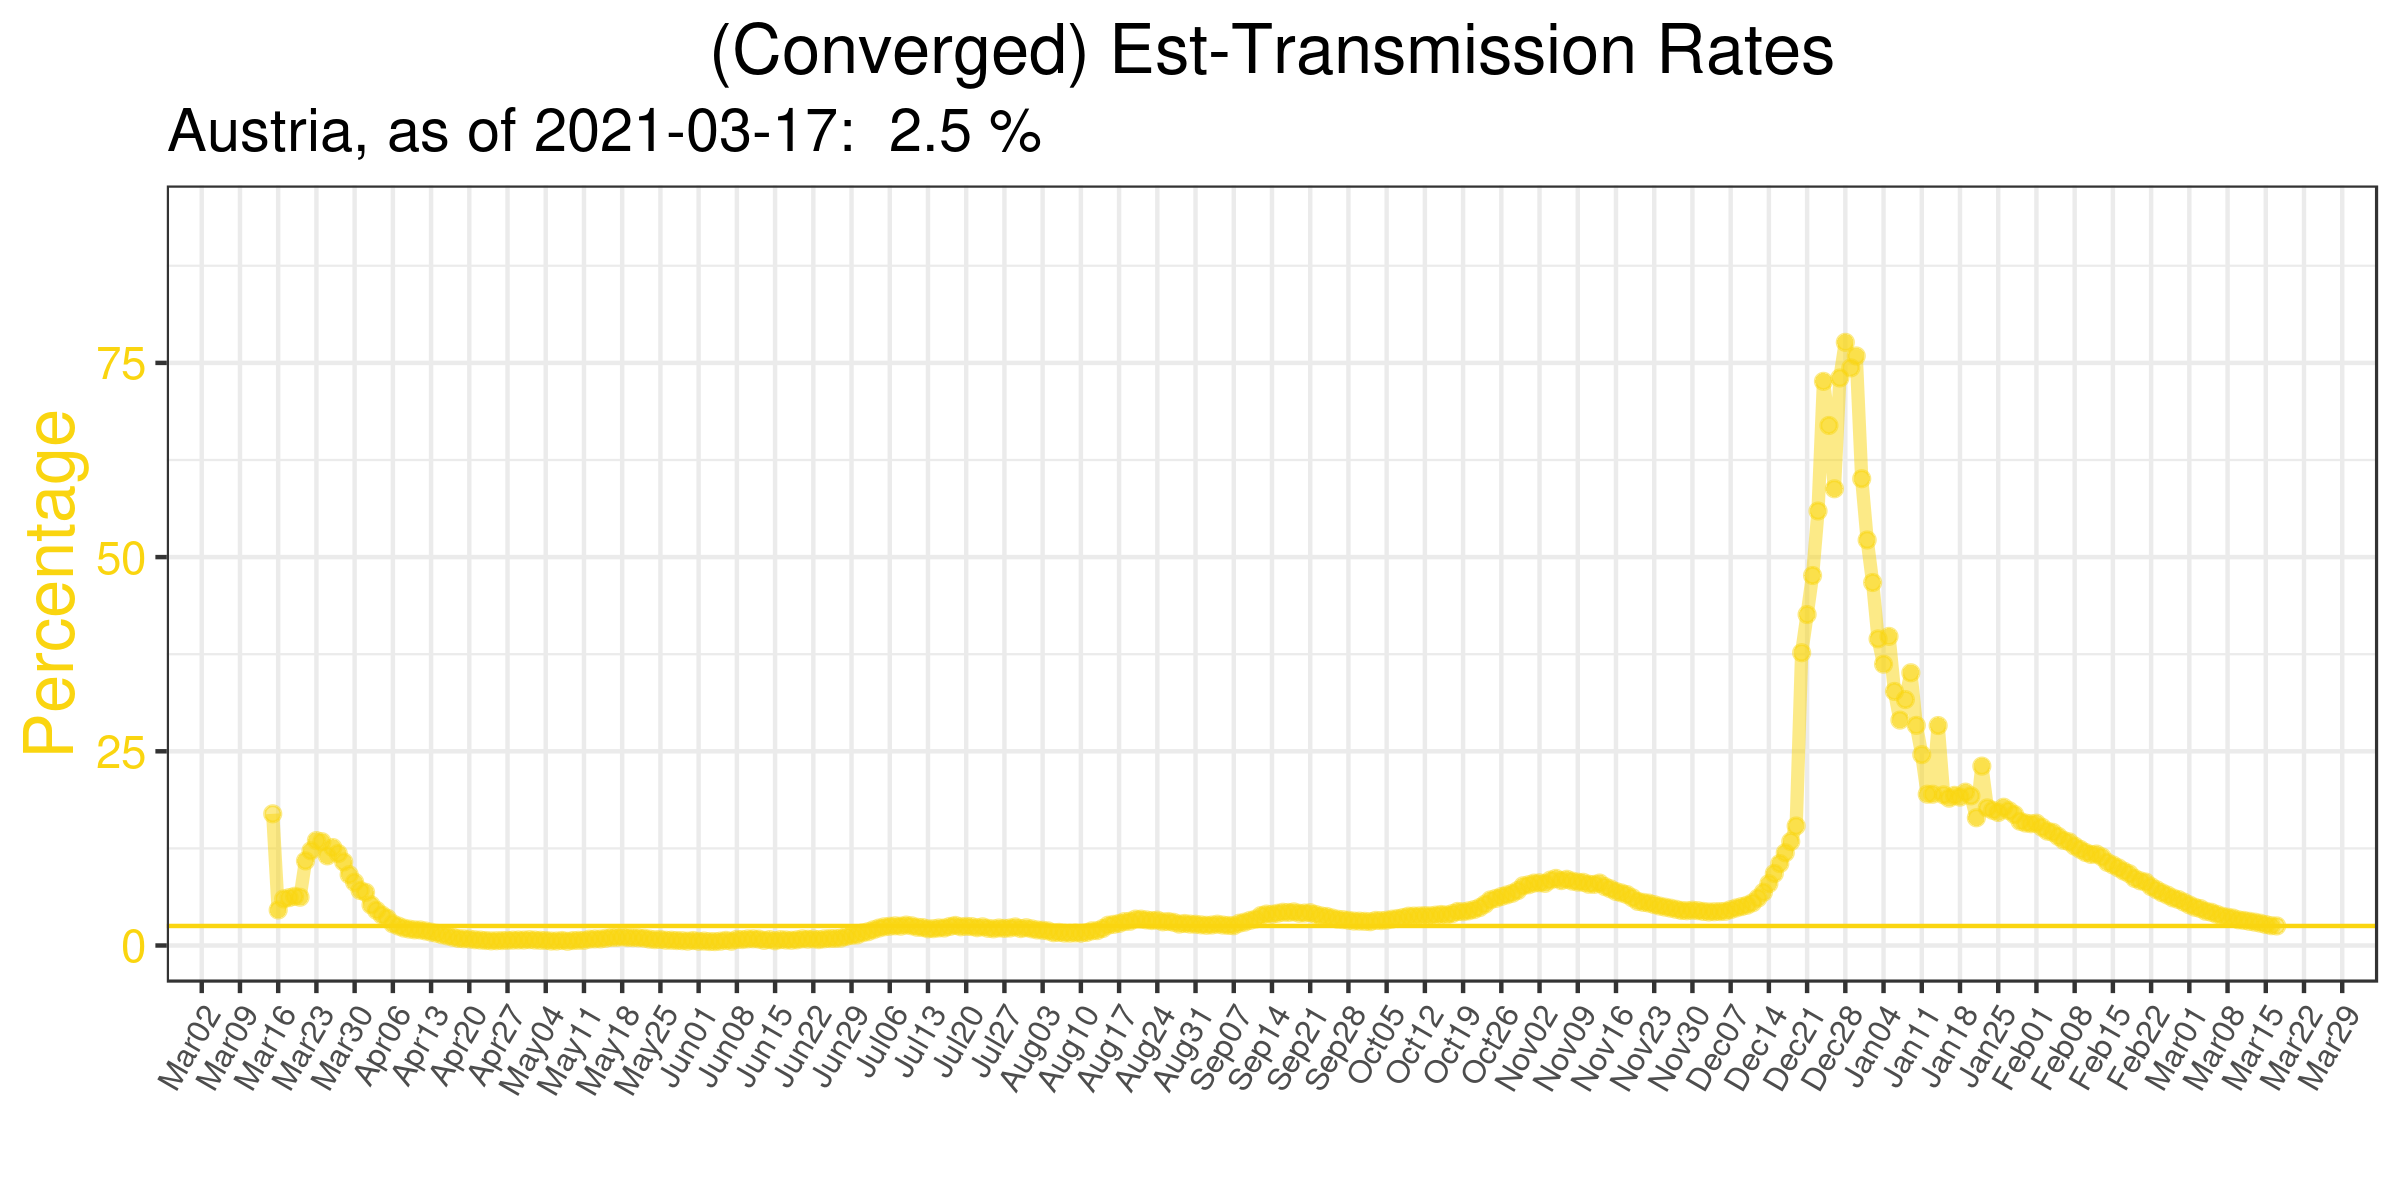 (Converged) Est-Transmission Rates
Austria, as of 2021-03-17:  2.5 %
Percentage
75
50
25
0
Mar02 Mar09 Mar16 Mar23 Mar30 Apr06 Apr13 Apr20 Apr27 May04 May11 May18 May25 Jun01 Jun08 Jun15 Jun22 Jun29 Jul06 Jul13 Jul20 Jul27 Aug03 Aug10 Aug17 Aug24 Aug31 Sep07 Sep14 Sep21 Sep28 Oct05 Oct12 Oct19 Oct26 Nov02 Nov09 Nov16 Nov23 Nov30 Dec07 Dec14 Dec21 Dec28 Jan04 Jan11 Jan18 Jan25 Feb01 Feb08 Feb15 Feb22 Mar01 Mar08 Mar15 Mar22 Mar29